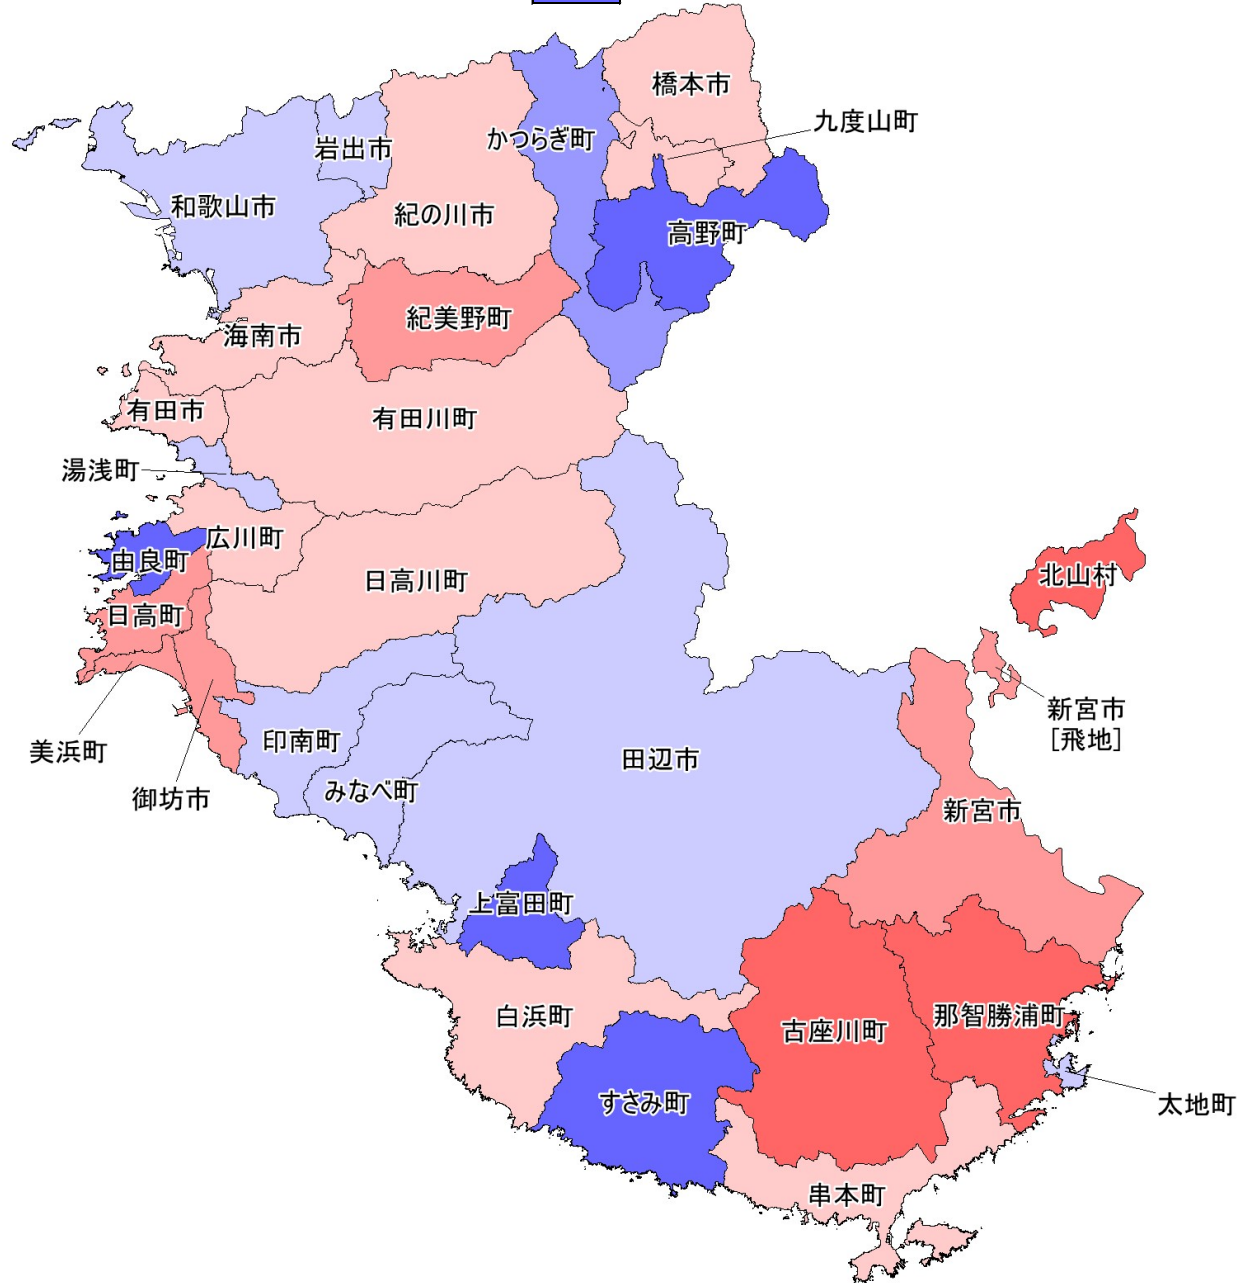 橋本市
九度山町
かつらぎ町
岩出市
和歌山市
紀の川市
高野町
紀美野町
海南市
有田市
有田川町
湯浅町
広川町
由良町
日高川町
北山村
日高町
新宮市
[飛地]
美浜町
印南町
田辺市
みなべ町
御坊市
新宮市
上富田町
白浜町
那智勝浦町
古座川町
すさみ町
太地町
串本町